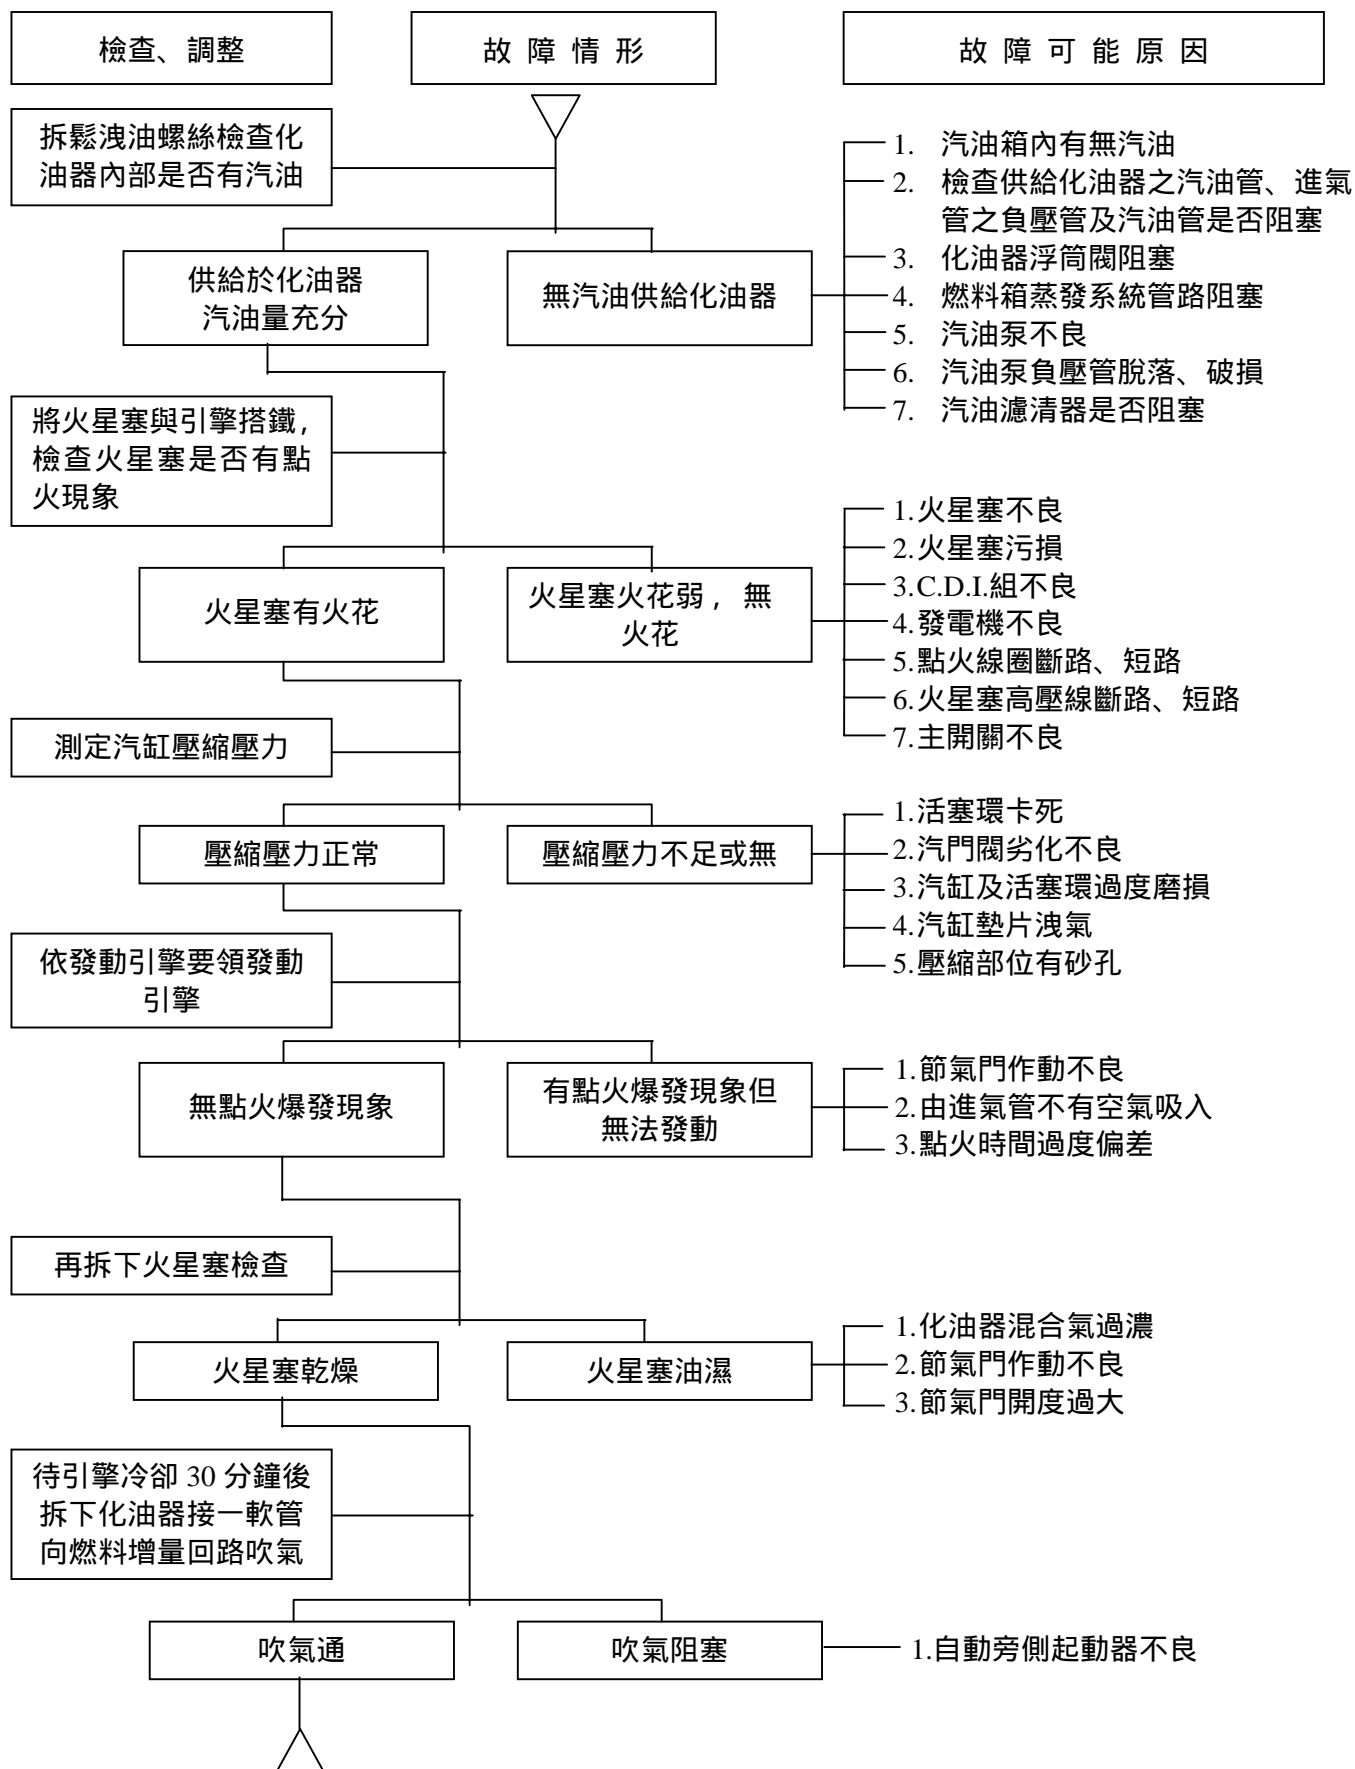 檢查、調整
故 障 情 形
故 障 可 能 原 因
拆鬆洩油螺絲檢查化
油器內部是否有汽油
1. 汽油箱內有無汽油
2. 檢查供給化油器之汽油管、進氣
管之負壓管及汽油管是否阻塞
3. 化油器浮筒閥阻塞
4. 燃料箱蒸發系統管路阻塞
5. 汽油泵不良
6. 汽油泵負壓管脫落、破損
7. 汽油濾清器是否阻塞
供給於化油器
汽油量充分
無汽油供給化油器
將火星塞與引擎搭鐵,
檢查火星塞是否有點
火現象
火星塞有火花
火星塞火花弱, 無
火花
1.火星塞不良
2.火星塞污損
3.C.D.I.組不良
4.發電機不良
5.點火線圈斷路、短路
6.火星塞高壓線斷路、短路
7.主開關不良
測定汽缸壓縮壓力
壓縮壓力正常
壓縮壓力不足或無
1.活塞環卡死
2.汽門閥劣化不良
3.汽缸及活塞環過度磨損
4.汽缸墊片洩氣
5.壓縮部位有砂孔
依發動引擎要領發動
引擎
無點火爆發現象
有點火爆發現象但
無法發動
1.節氣門作動不良
2.由進氣管不有空氣吸入
3.點火時間過度偏差
再拆下火星塞檢查
火星塞乾燥
火星塞油濕
1.化油器混合氣過濃
2.節氣門作動不良
3.節氣門開度過大
待引擎冷卻 30 分鐘後
拆下化油器接一軟管
向燃料增量回路吹氣
吹氣通
吹氣阻塞
1.自動旁側起動器不良